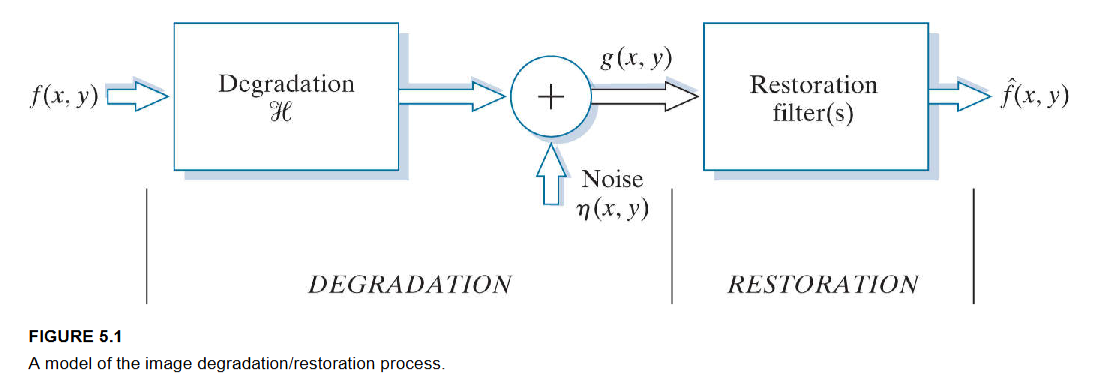 f(x, y)
Degradation
ℋ
+
g(x, y)
Noise
η(x, y)
Restoration
filter(s)
f̂(x, y)
DEGRADATION
RESTORATION
FIGURE 5.1
A model of the image degradation/restoration process.